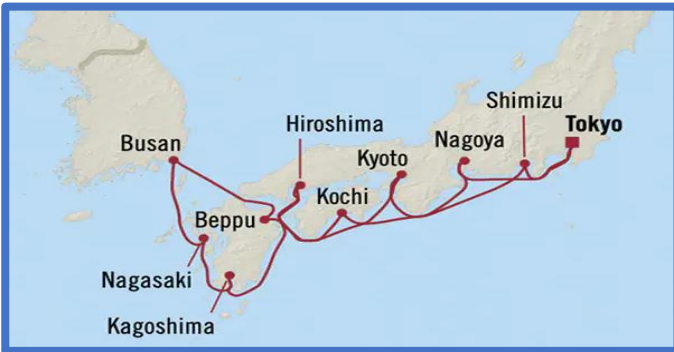 Shimizu
Hiroshima
Tokyo
Busan
Nagoya
Kyoto
Kochi
Beppu
Nagasaki
Kagoshima